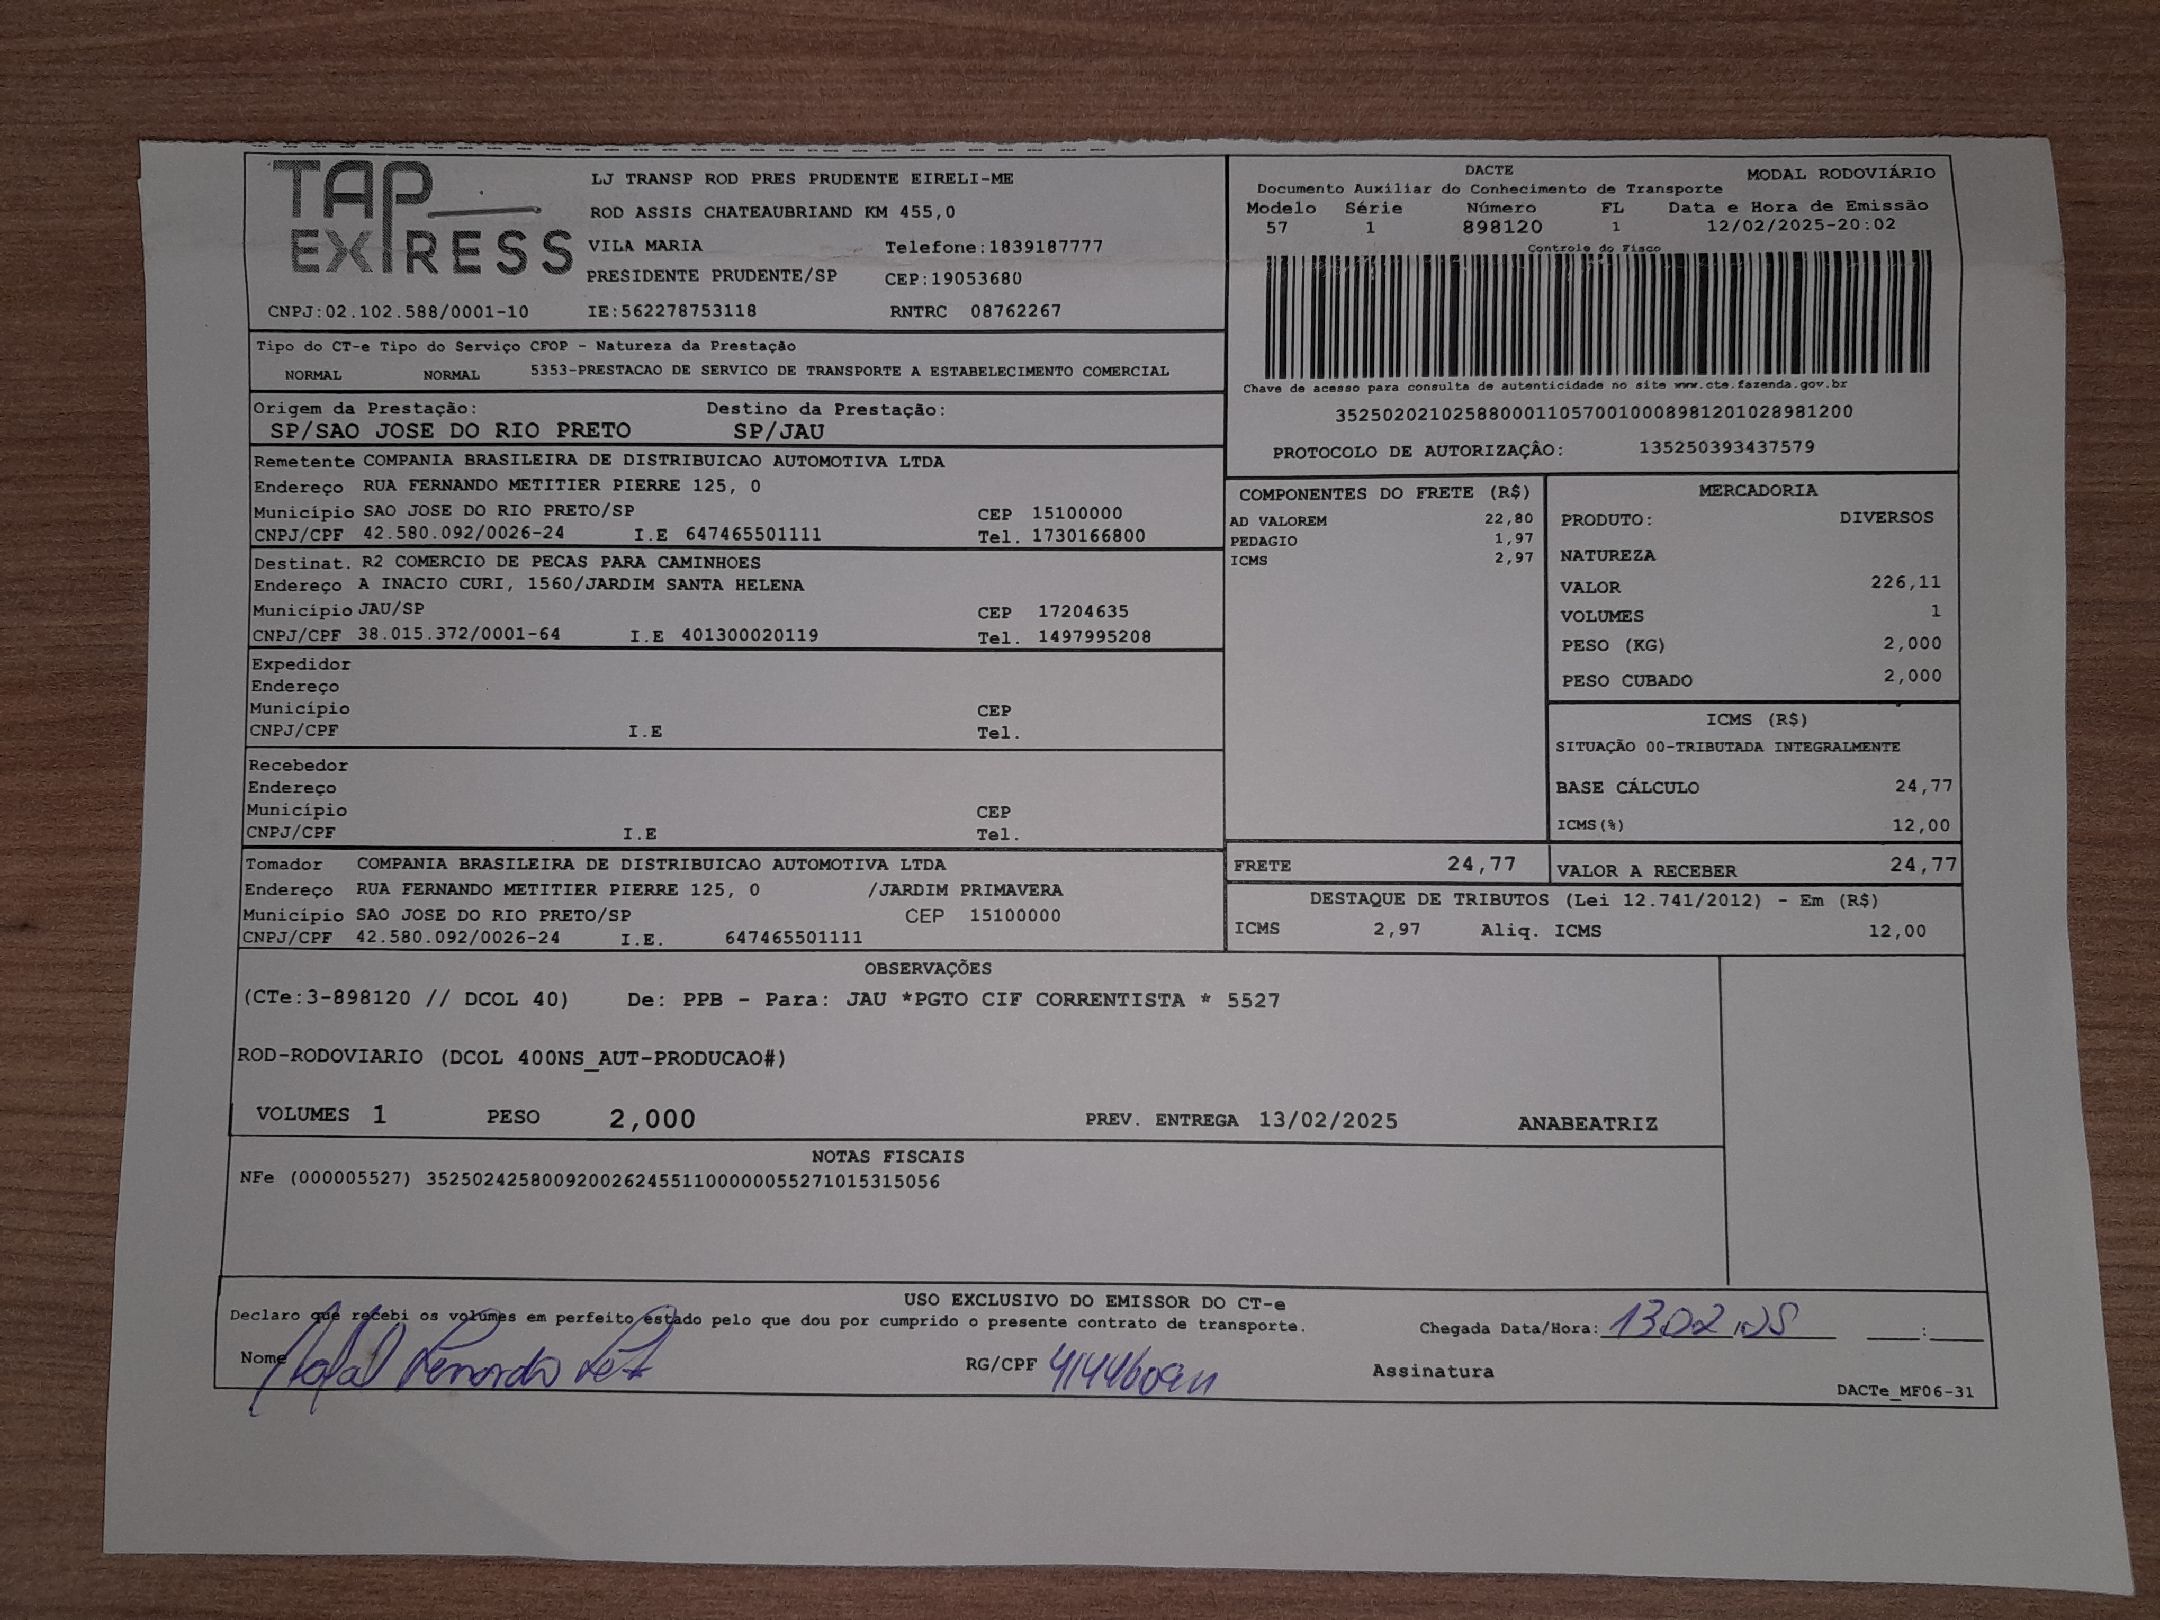 TAP
EXPRESS
LJ TRANSP ROD PRES PRUDENTE EIRELI-ME
ROD ASSIS CHATEAUBRIAND KM 455,0
VILA MARIA Telefone:1839187777
PRESIDENTE PRUDENTE/SP CEP:19053680
CNPJ:02.102.588/0001-10 IE:562278753118 RNTRC 08762267
DACTE MODAL RODOVIÁRIO
Documento Auxiliar do Conhecimento de Transporte
Modelo Série Número FL Data e Hora de Emissão
57 1 898120 1 12/02/2025-20:02
Controle do Fisco
Chave de acesso para consulta de autenticidade no site www.cte.fazenda.gov.br
35250202102588000110570010008981201028981200
PROTOCOLO DE AUTORIZAÇÂO: 135250393437579
Tipo do CT-e Tipo do Serviço CFOP - Natureza da Prestação
NORMAL NORMAL 5353-PRESTACAO DE SERVICO DE TRANSPORTE A ESTABELECIMENTO COMERCIAL
Origem da Prestação: Destino da Prestação:
SP/SAO JOSE DO RIO PRETO SP/JAU
Remetente COMPANIA BRASILEIRA DE DISTRIBUICAO AUTOMOTIVA LTDA
Endereço RUA FERNANDO METITIER PIERRE 125, 0
Município SAO JOSE DO RIO PRETO/SP CEP 15100000
CNPJ/CPF 42.580.092/0026-24 I.E 647465501111 Tel. 1730166800
Destinat. R2 COMERCIO DE PECAS PARA CAMINHOES
Endereço A INACIO CURI, 1560/JARDIM SANTA HELENA
Município JAU/SP CEP 17204635
CNPJ/CPF 38.015.372/0001-64 I.E 401300020119 Tel. 1497995208
Expedidor
Endereço
Município CEP
CNPJ/CPF I.E Tel.
Recebedor
Endereço
Município CEP
CNPJ/CPF I.E Tel.
Tomador COMPANIA BRASILEIRA DE DISTRIBUICAO AUTOMOTIVA LTDA
Endereço RUA FERNANDO METITIER PIERRE 125, 0 /JARDIM PRIMAVERA
Município SAO JOSE DO RIO PRETO/SP CEP 15100000
CNPJ/CPF 42.580.092/0026-24 I.E. 647465501111
COMPONENTES DO FRETE (R$)
AD VALOREM 22,80
PEDAGIO 1,97
ICMS 2,97
MERCADORIA
PRODUTO: DIVERSOS
NATUREZA
VALOR 226,11
VOLUMES 1
PESO (KG) 2,000
PESO CUBADO 2,000
ICMS (R$)
SITUAÇÃO 00-TRIBUTADA INTEGRALMENTE
BASE CÁLCULO 24,77
ICMS(%) 12,00
FRETE 24,77 VALOR A RECEBER 24,77
DESTAQUE DE TRIBUTOS (Lei 12.741/2012) - Em (R$)
ICMS 2,97 Aliq. ICMS 12,00
OBSERVAÇÕES
(CTe:3-898120 // DCOL 40) De: PPB - Para: JAU *PGTO CIF CORRENTISTA * 5527
ROD-RODOVIARIO (DCOL 400NS_AUT-PRODUCAO#)
VOLUMES 1 PESO 2,000 PREV. ENTREGA 13/02/2025 ANABEATRIZ
NOTAS FISCAIS
NFe (000005527) 35250242580092002624551100000055271015315056
USO EXCLUSIVO DO EMISSOR DO CT-e
Declaro que recebi os volumes em perfeito estado pelo que dou por cumprido o presente contrato de transporte.
Chegada Data/Hora: __:__
Nome RG/CPF Assinatura
DACTe_MF06-31